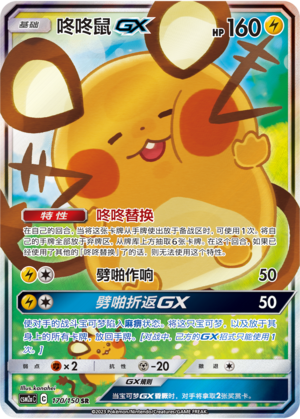 基础 咚咚鼠GX HP160
特性 咚咚替换
在自己的回合，当将这张卡牌从手牌使出放于备战区时，可使用1次。将自
己的手牌全部放于弃牌区，从牌库上方抽取6张卡牌。在这个回合，如果已
经使用了其他的「咚咚替换」的话，则无法使用这个特性。
劈啪作响 50
劈啪折返GX 50
使对手的战斗宝可梦陷入麻痹状态。将这只宝可梦，以及放于其
身上的所有卡牌，放回手牌。[对战中，己方的GX招式只能使用1
次。]
弱点 ×2 抵抗力 -20 撤退
GX规则
当宝可梦GX昏厥时，对手将拿取2张奖赏卡。
Illus.kanahei
CSM2aC C 170/150 SR
©2023 Pokémon/Nintendo/Creatures/GAME FREAK.